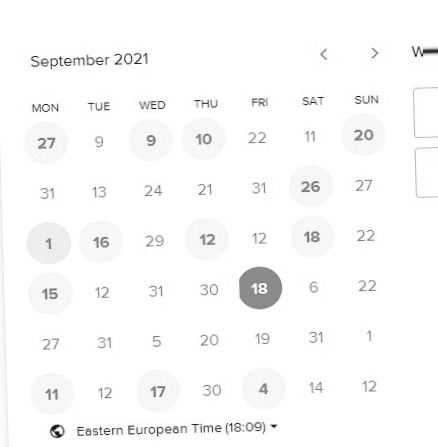 September 2021
W
MON TUE WED THU FRI SAT SUN
27 9 9 10 22 11 20
31 13 24 21 31 26 27
1 16 29 12 12 18 22
15 12 31 30 18 6 22
27 31 5 20 19 31 1
11 12 17 30 4 14 12
Eastern European Time (18:09)